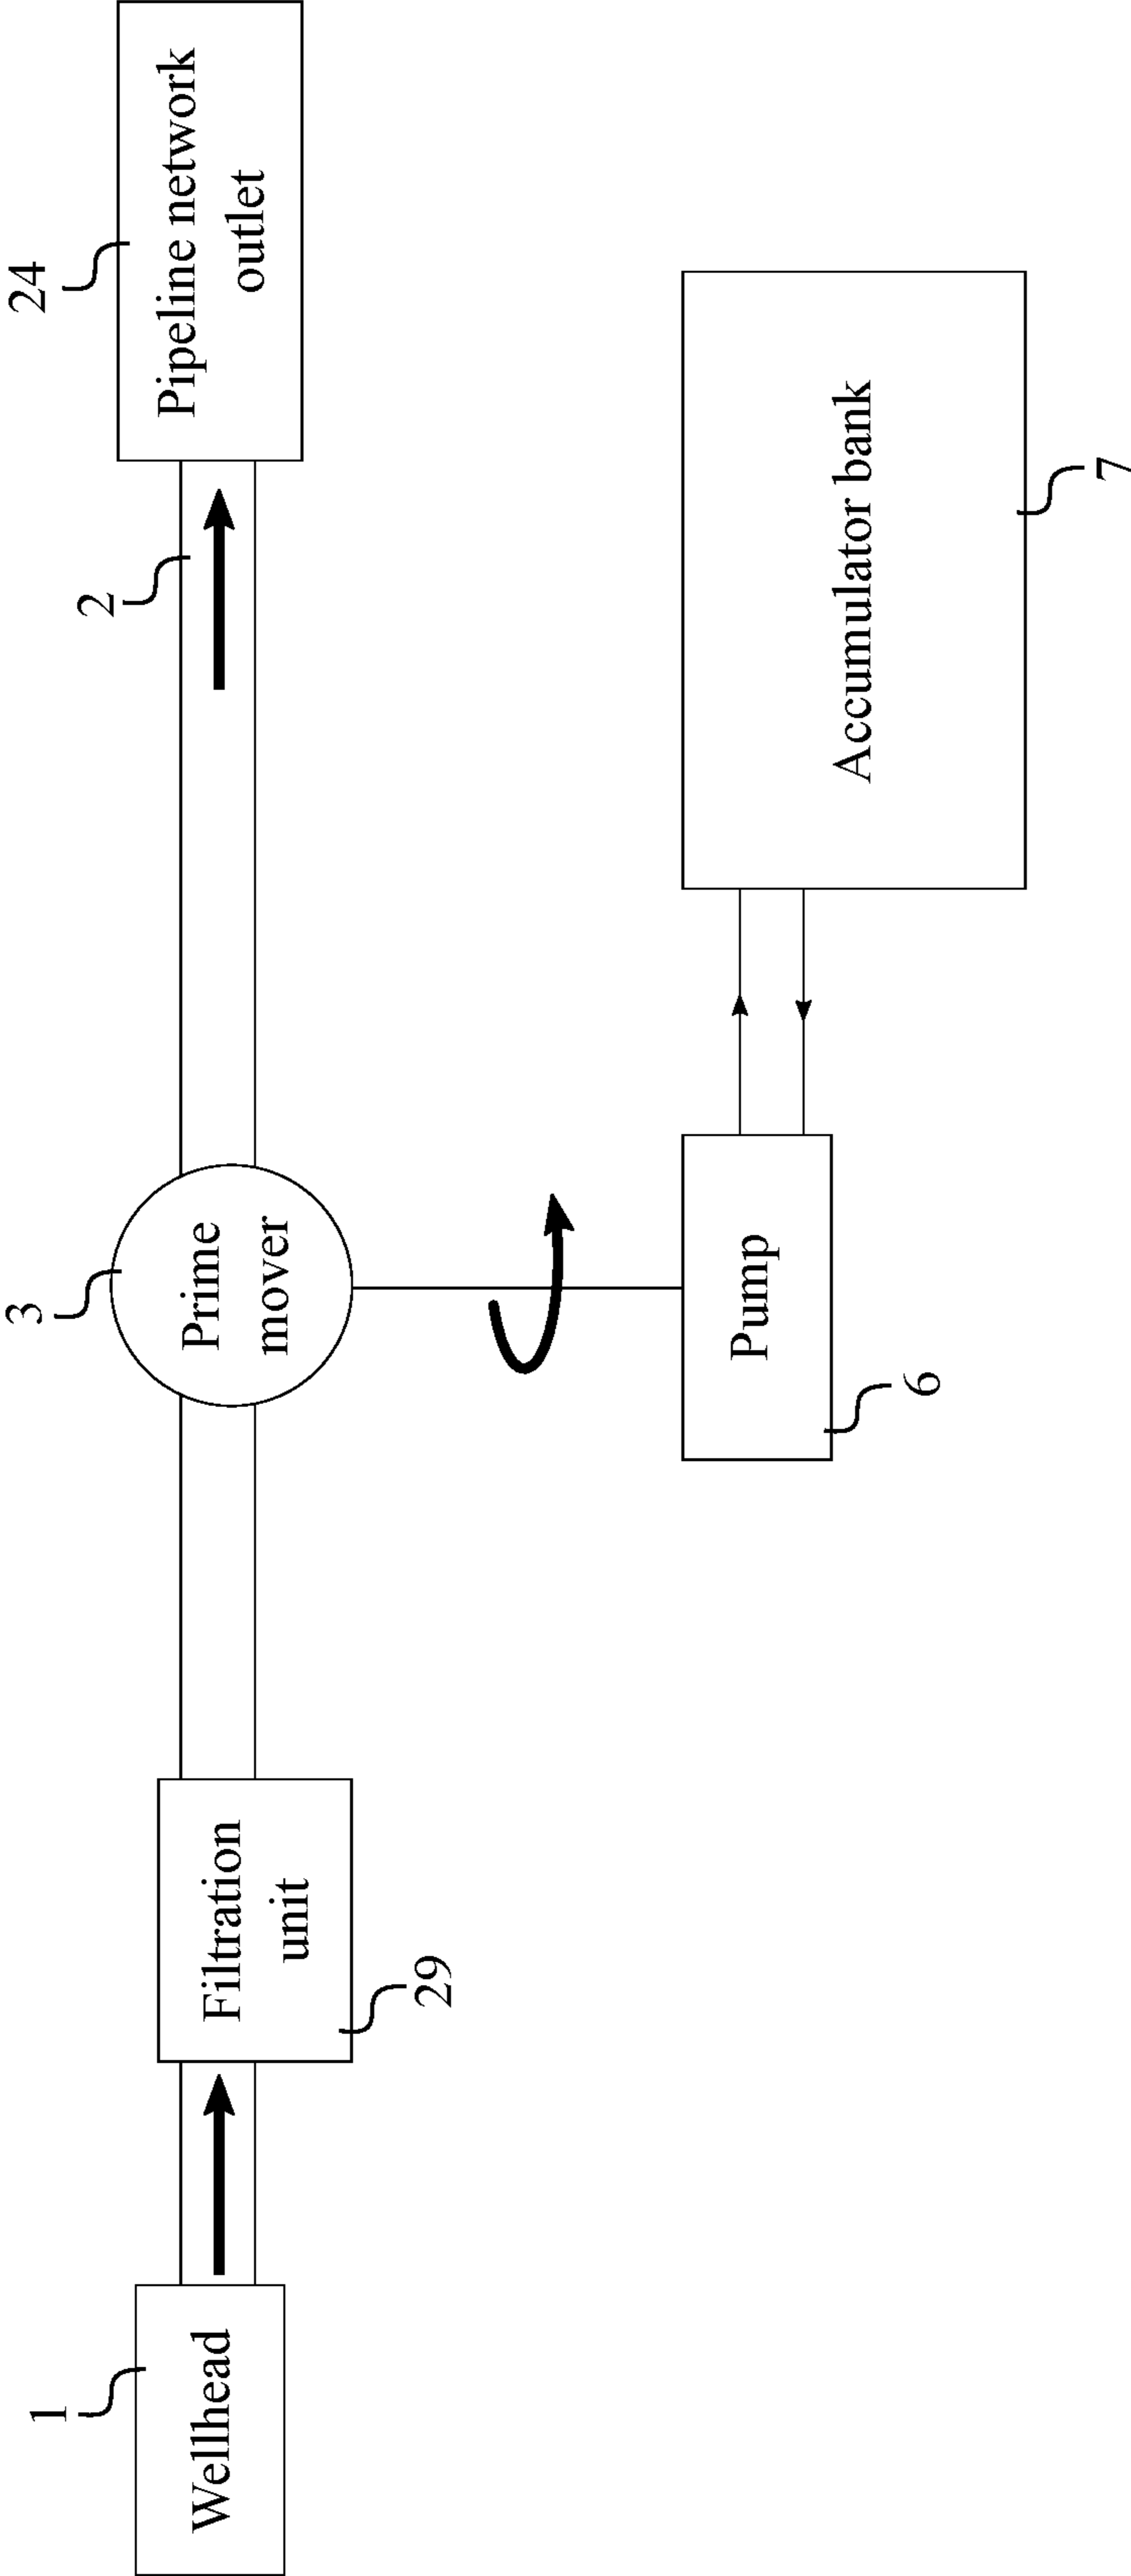 24
Pipeline network
outlet
2
3
Prime
mover
Filtration
unit
29
1
Wellhead
Accumulator bank
7
Pump
6